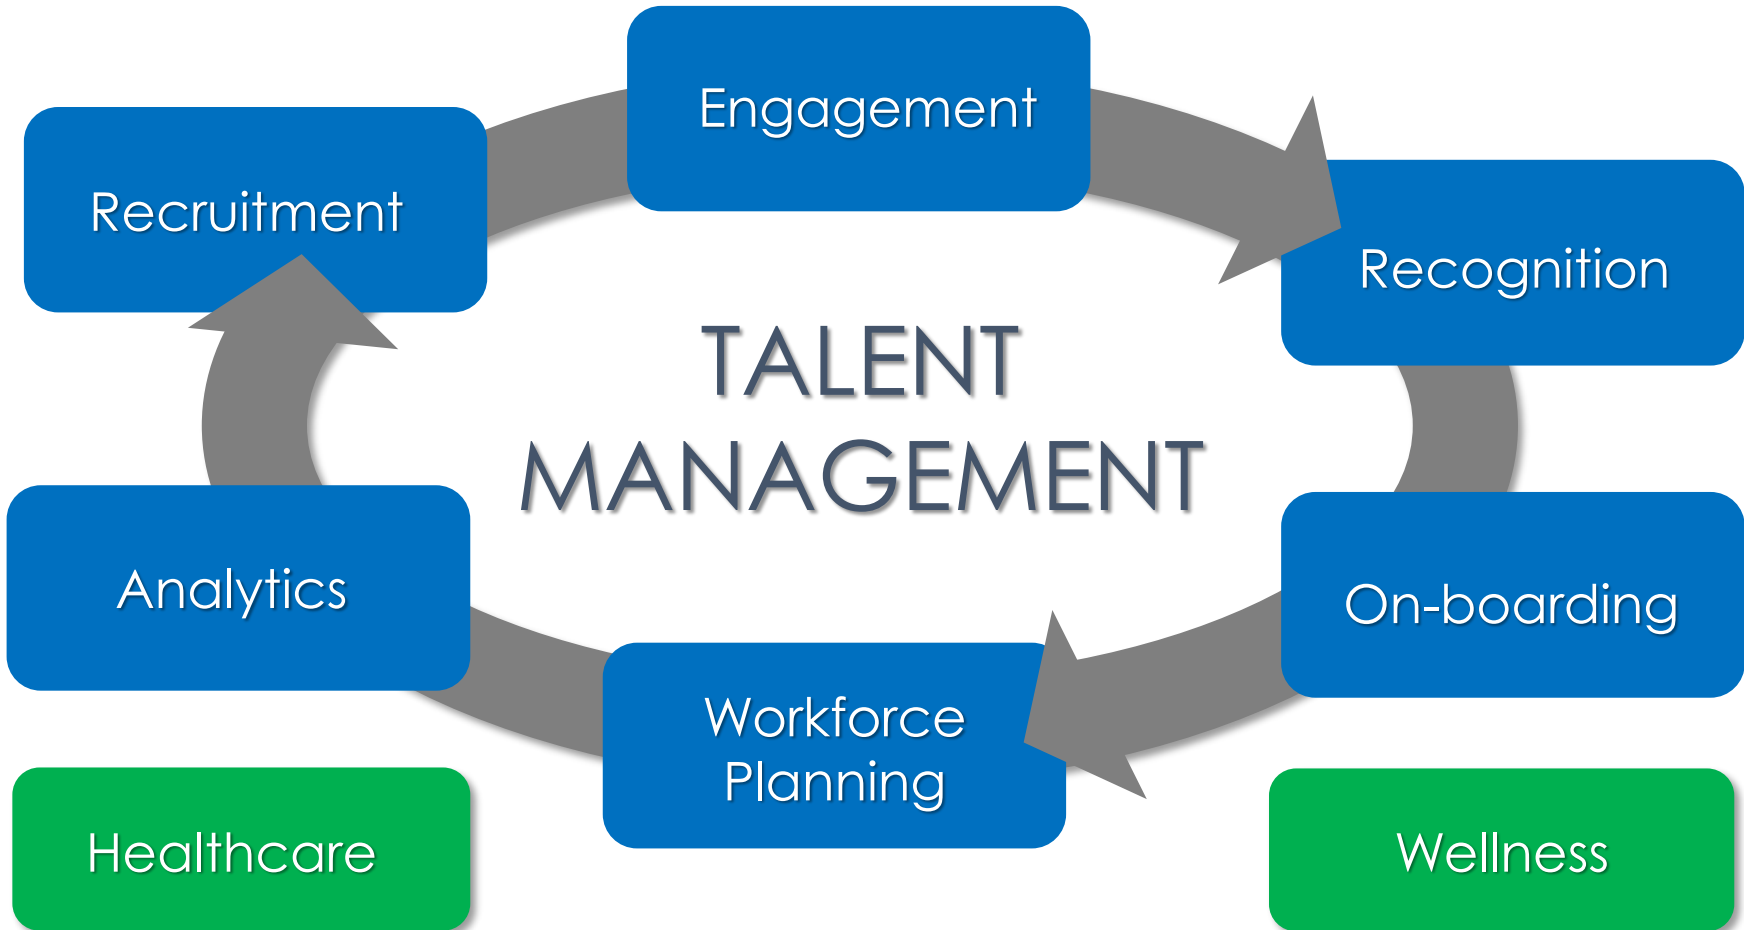 Engagement
Recruitment
Recognition
TALENT
MANAGEMENT
Analytics
On-boarding
Workforce
Planning
Healthcare
Wellness